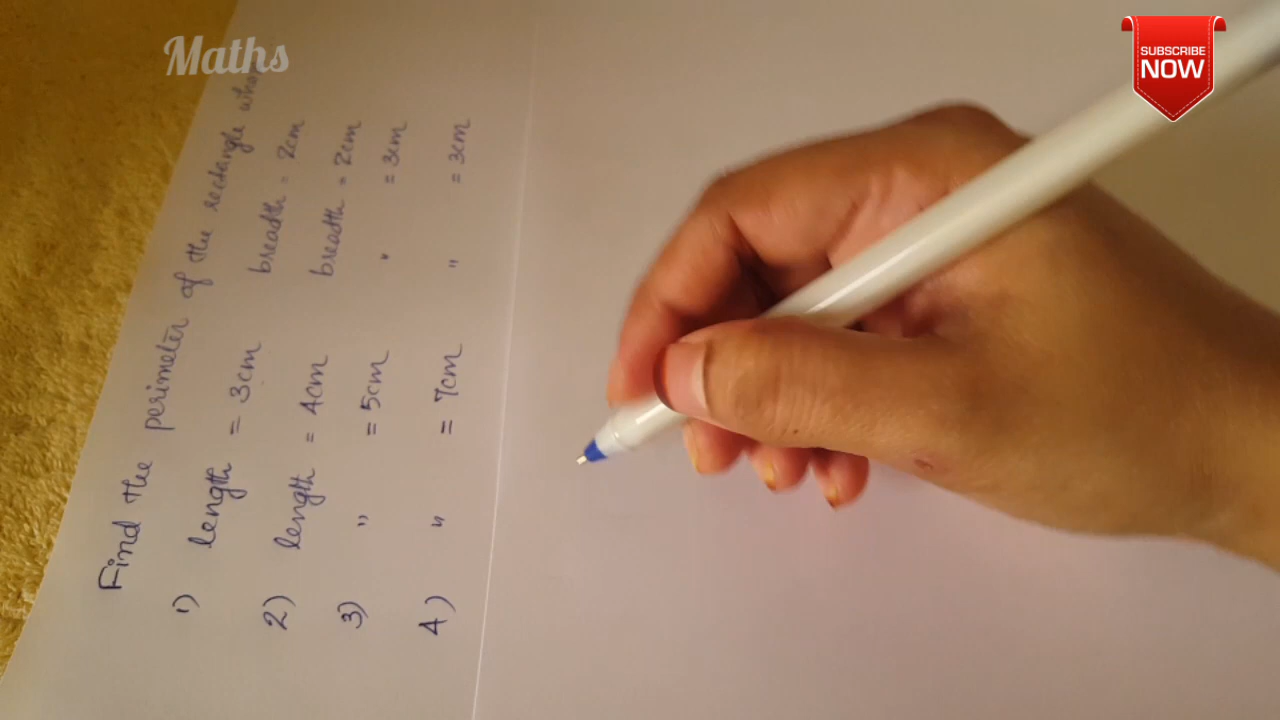 Maths
SUBSCRIBE
NOW
Find the perimeter of the rectangle
1) length = 3cm breadth = 2cm
2) length = 4cm breadth = 2cm
3) " = 5cm " = 3cm
4) " = 7cm " = 3cm